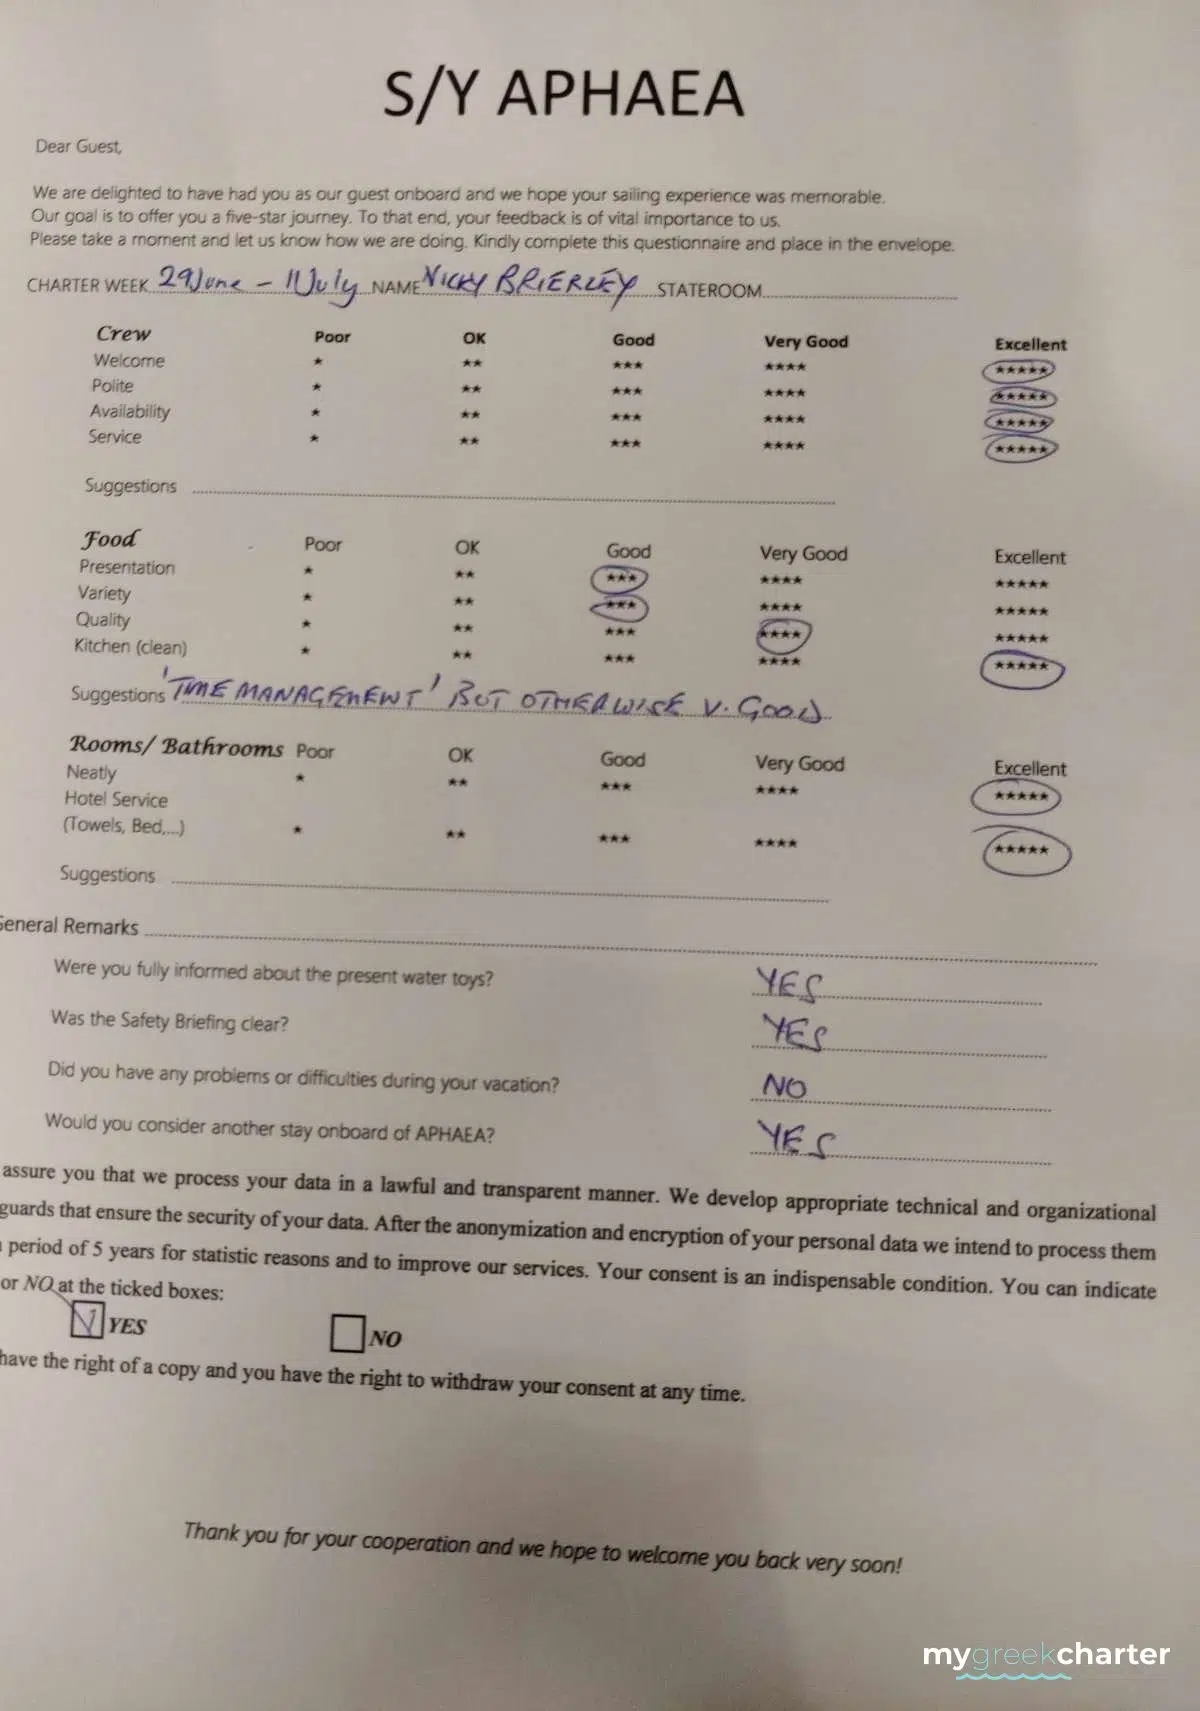 S/Y APHAEA
Dear Guest,
We are delighted to have had you as our guest onboard and we hope your sailing experience was memorable.
Our goal is to offer you a five-star journey. To that end, your feedback is of vital importance to us.
Please take a moment and let us know how we are doing. Kindly complete this questionnaire and place in the envelope.
CHARTER WEEK 29 June - 1 July NAME NICKY BRIERLEY STATEROOM
Crew Poor OK Good Very Good Excellent
Welcome * ** *** **** *****
Polite * ** *** **** *****
Availability * ** *** **** *****
Service * ** *** **** *****
Suggestions
Food Poor OK Good Very Good Excellent
Presentation * ** *** **** *****
Variety * ** *** **** *****
Quality * ** *** **** *****
Kitchen (clean) * ** *** **** *****
Suggestions 'TIME MANAGEMENT' BUT OTHERWISE V. GOOD
Rooms/ Bathrooms Poor OK Good Very Good Excellent
Neatly * ** *** **** *****
Hotel Service
(Towels, Bed,...) * ** *** **** *****
Suggestions
General Remarks
Were you fully informed about the present water toys? YES
Was the Safety Briefing clear? YES
Did you have any problems or difficulties during your vacation? NO
Would you consider another stay onboard of APHAEA? YES
assure you that we process your data in a lawful and transparent manner. We develop appropriate technical and organizational
guards that ensure the security of your data. After the anonymization and encryption of your personal data we intend to process them
period of 5 years for statistic reasons and to improve our services. Your consent is an indispensable condition. You can indicate
or NO at the ticked boxes:
YES NO
have the right of a copy and you have the right to withdraw your consent at any time.
Thank you for your cooperation and we hope to welcome you back very soon!
mygreekcharter